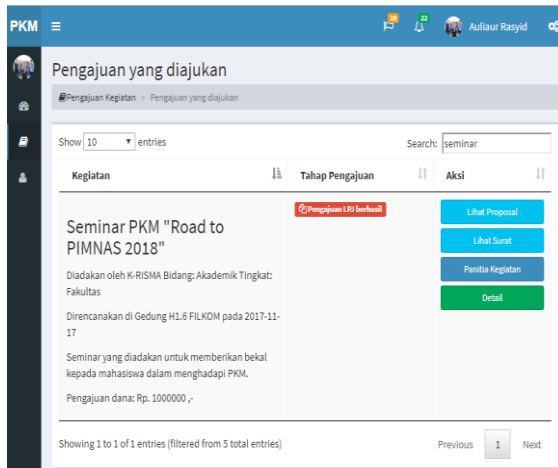 PKM
28
22
Auliaur Rasyid
Pengajuan yang diajukan
Pengajuan Kegiatan > Pengajuan yang diajukan
Show 10 entries
Search: seminar
Kegiatan
Tahap Pengajuan
Aksi
Seminar PKM "Road to
PIMNAS 2018"
Diadakan oleh K-RISMA Bidang: Akademik Tingkat:
Fakultas
Direncanakan di Gedung H1.6 FILKOM pada 2017-11-
17
Seminar yang diadakan untuk memberikan bekal
kepada mahasiswa dalam menghadapi PKM.
Pengajuan dana: Rp. 1000000 ,-
Pengajuan LPJ berhasil
Lihat Proposal
Lihat Surat
Panitia Kegiatan
Detail
Showing 1 to 1 of 1 entries (filtered from 5 total entries)
Previous 1 Next